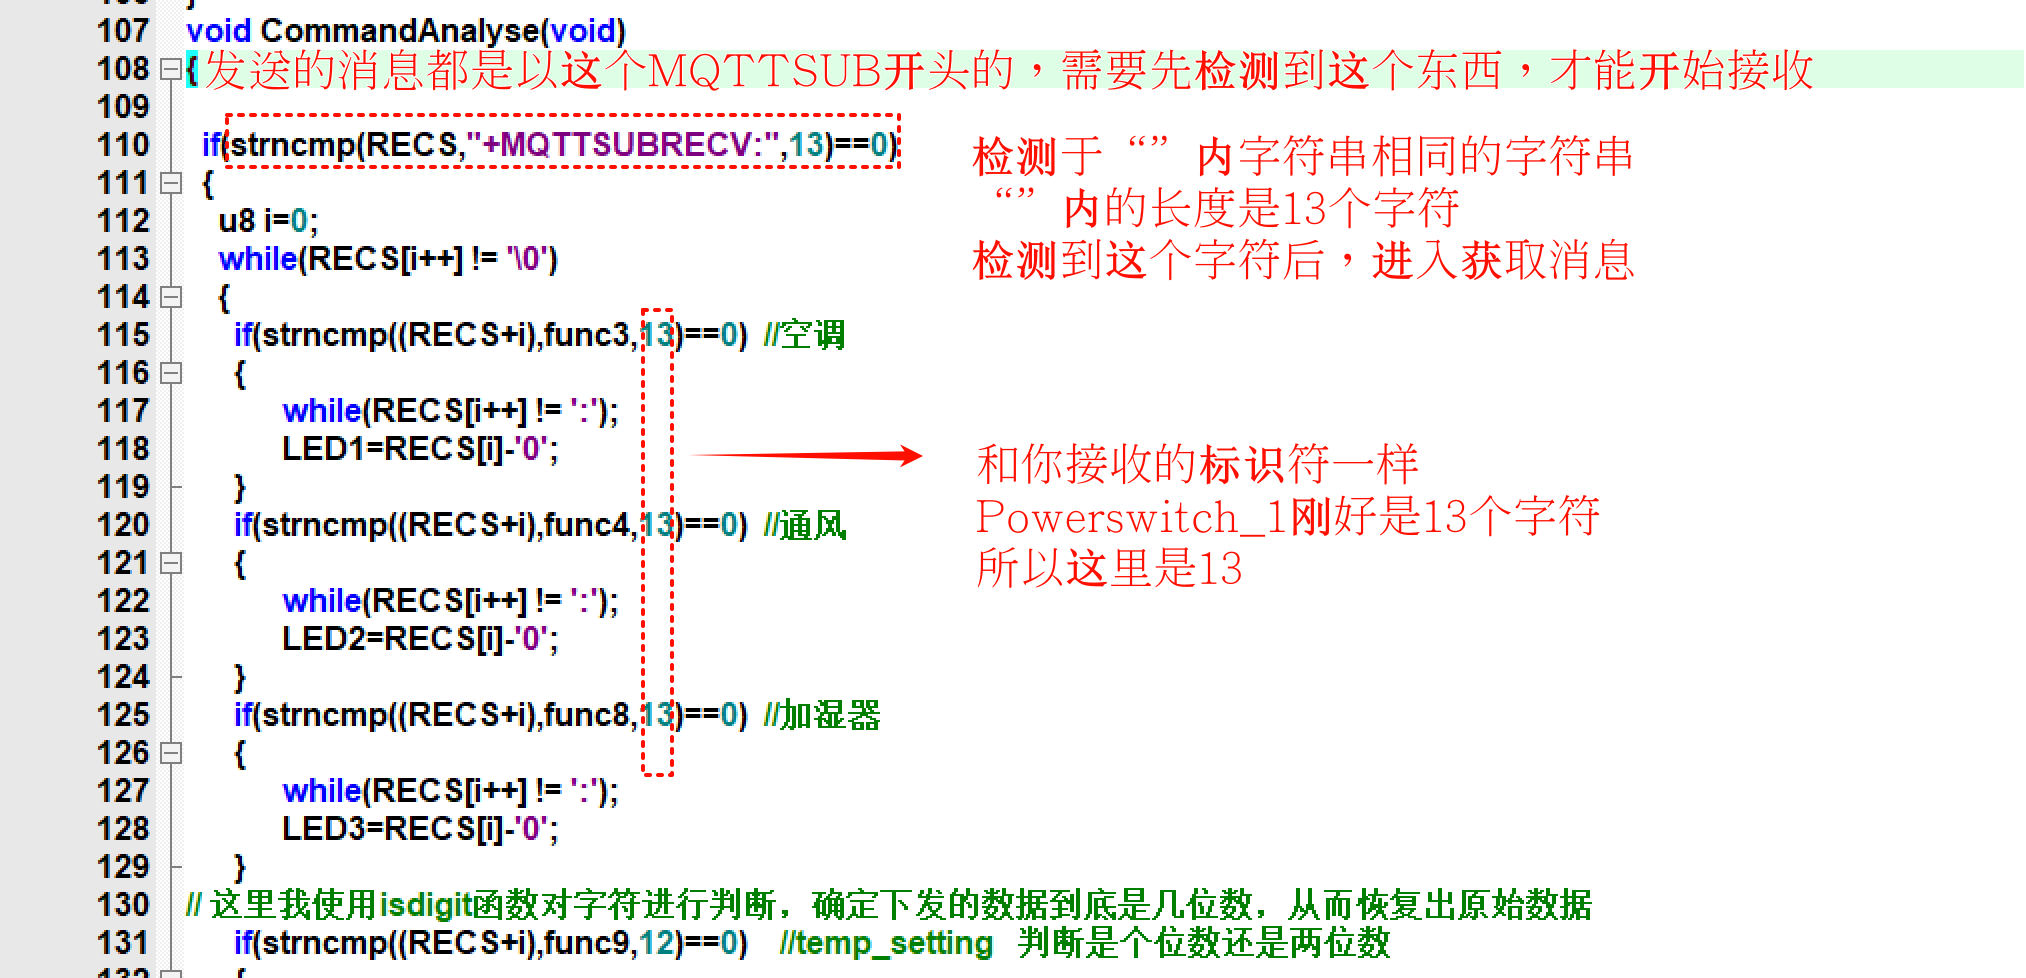 107 void CommandAnalyse(void)
108 { 发送的消息都是以这个MQTTSUB开头的，需要先检测到这个东西，才能开始接收
109
110 if(strncmp(RECS,"+MQTTSUBRECV:",13)==0)
检测于“”内字符串相同的字符串
111 {
“”内的长度是13个字符
112 u8 i=0;
113 while(RECS[i++] != '\0')
检测到这个字符后，进入获取消息
114 {
115 if(strncmp((RECS+i),func3,13)==0) //空调
116 {
117 while(RECS[i++] != ':');
118 LED1=RECS[i]-'0';
和你接收的标识符一样
119 }
120 if(strncmp((RECS+i),func4,13)==0) //通风
Powerswitch_1刚好是13个字符
121 {
所以这里是13
122 while(RECS[i++] != ':');
123 LED2=RECS[i]-'0';
124 }
125 if(strncmp((RECS+i),func8,13)==0) //加湿器
126 {
127 while(RECS[i++] != ':');
128 LED3=RECS[i]-'0';
129 }
130 // 这里我使用isdigit函数对字符进行判断，确定下发的数据到底是几位数，从而恢复出原始数据
131 if(strncmp((RECS+i),func9,12)==0) //temp_setting 判断是个位数还是两位数